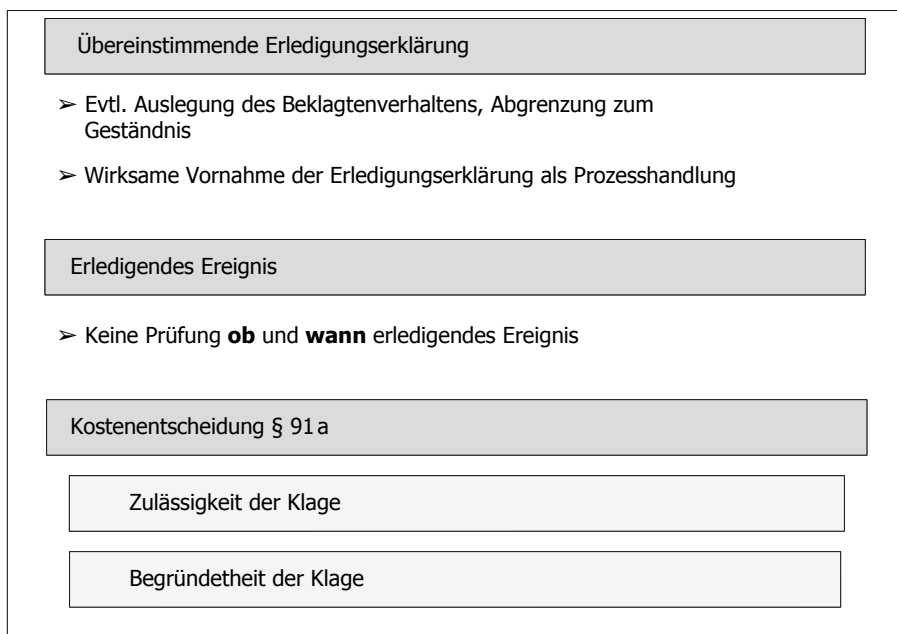 Übereinstimmende Erledigungserklärung
➢ Evtl. Auslegung des Beklagtenverhaltens, Abgrenzung zum
Geständnis
➢ Wirksame Vornahme der Erledigungserklärung als Prozesshandlung
Erledigendes Ereignis
➢ Keine Prüfung ob und wann erledigendes Ereignis
Kostenentscheidung § 91 a
Zulässigkeit der Klage
Begründetheit der Klage